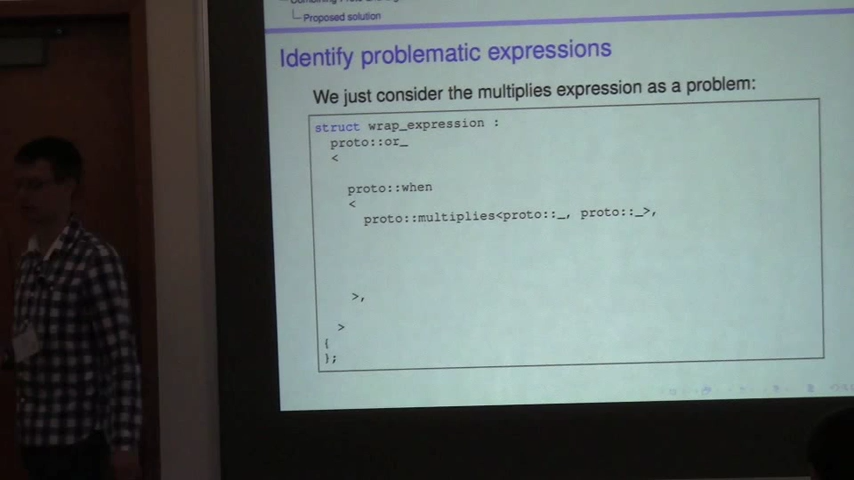 Proposed solution
Identify problematic expressions
We just consider the multiplies expression as a problem:
struct wrap_expression :
proto::or_
<
proto::when
<
proto::multiplies<proto::_, proto::_>,
>,
>
{
};